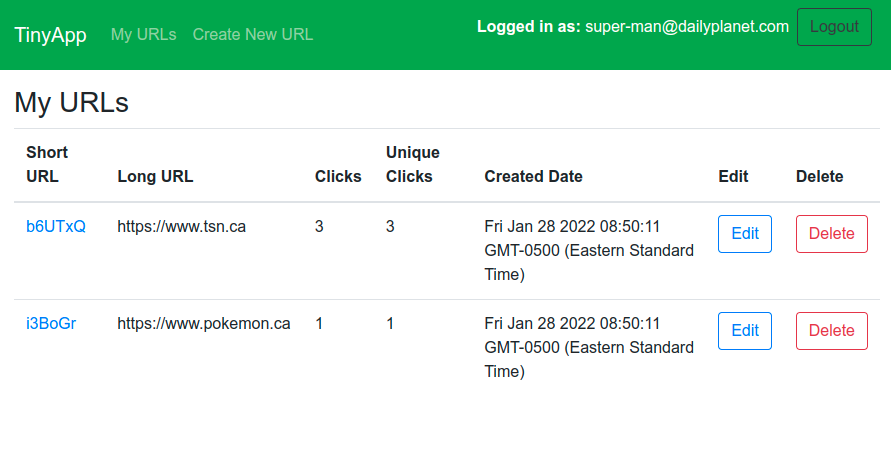 TinyApp My URLs Create New URL Logged in as: super-man@dailyplanet.com Logout
My URLs
Short URL Long URL Clicks Unique Clicks Created Date Edit Delete
b6UTxQ https://www.tsn.ca 3 3 Fri Jan 28 2022 08:50:11 Edit Delete
GMT-0500 (Eastern Standard
Time)
i3BoGr https://www.pokemon.ca 1 1 Fri Jan 28 2022 08:50:11 Edit Delete
GMT-0500 (Eastern Standard
Time)